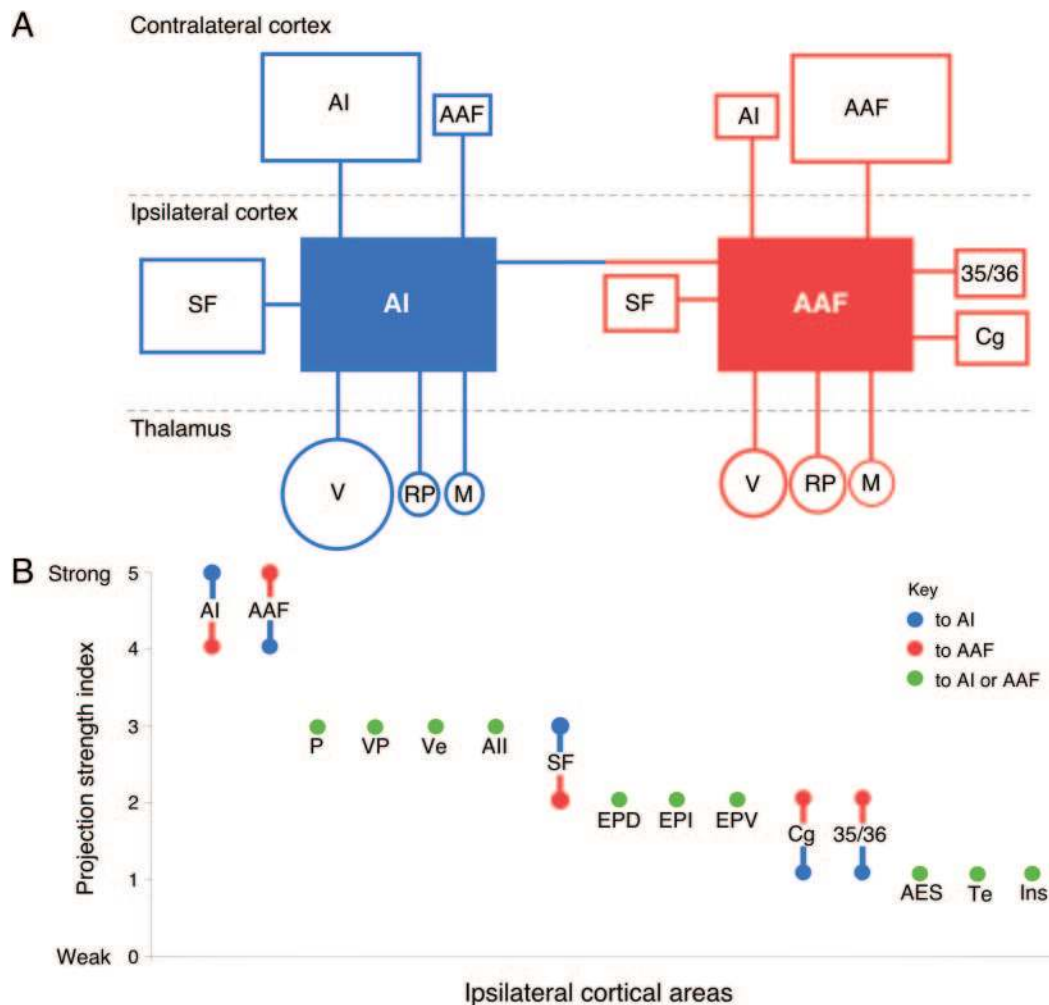 A
Contralateral cortex
AI
AAF
AI
AAF
Ipsilateral cortex
SF
AI
SF
AAF
35/36
Cg
Thalamus
V
RP
M
V
RP
M
B
Strong 5
4
3
2
1
Weak 0
Projection strength index
AI
AAF
P
VP
Ve
AII
SF
EPD
EPI
EPV
Cg
35/36
AES
Te
Ins
Key
to AI
to AAF
to AI or AAF
Ipsilateral cortical areas